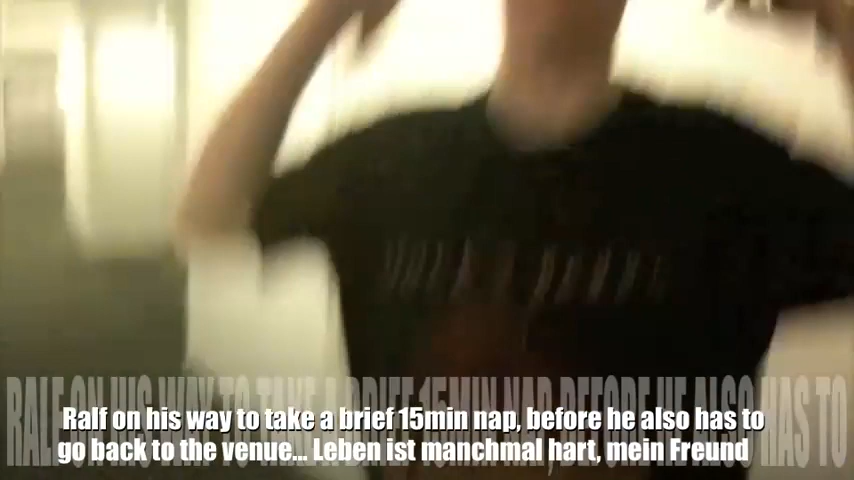 RALF ON HIS WAY TO TAKE A BRIEF 15MIN NAP, BEFORE HE ALSO HAS TO
Ralf on his way to take a brief 15min nap, before he also has to
go back to the venue... Leben ist manchmal hart, mein Freund